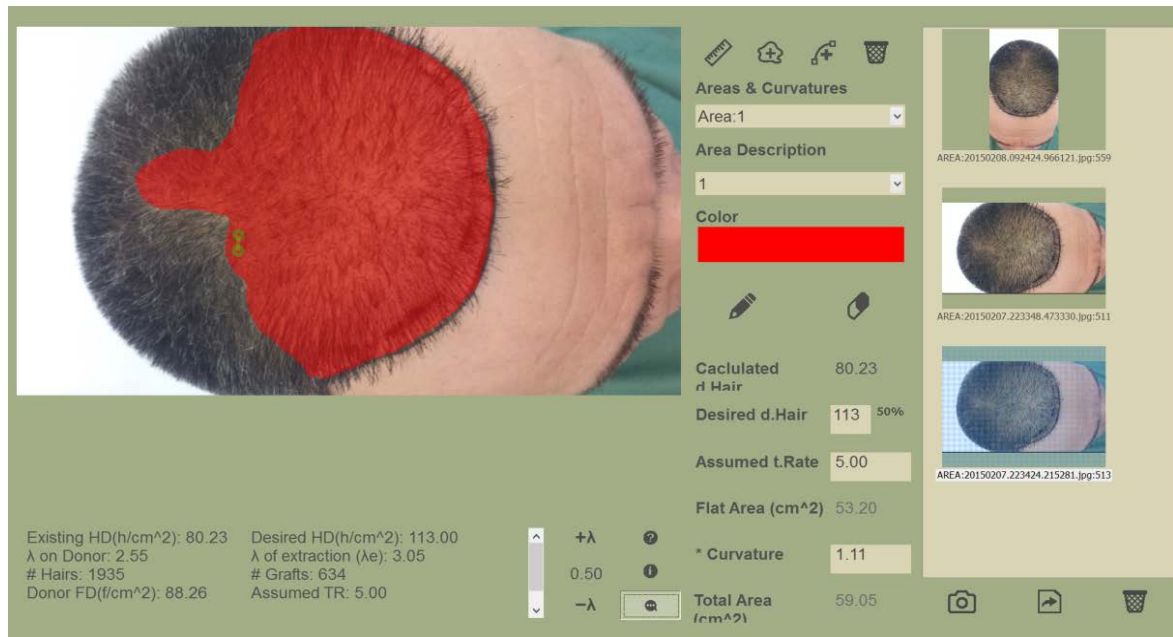 Areas & Curvatures
Area:1
Area Description
1
Color
Caclulated
d.Hair
80.23
Desired d.Hair
113
50%
Assumed t.Rate
5.00
Flat Area (cm^2)
53.20
* Curvature
1.11
Total Area
(cm^2)
59.05
AREA:20150208.092424.966121.jpg:559
AREA:20150207.223348.473330.jpg:511
AREA:20150207.223424.215281.jpg:513
Existing HD(h/cm^2): 80.23
λ on Donor: 2.55
# Hairs: 1935
Donor FD(f/cm^2): 88.26
Desired HD(h/cm^2): 113.00
λ of extraction (λe): 3.05
# Grafts: 634
Assumed TR: 5.00
+λ
0.50
−λ